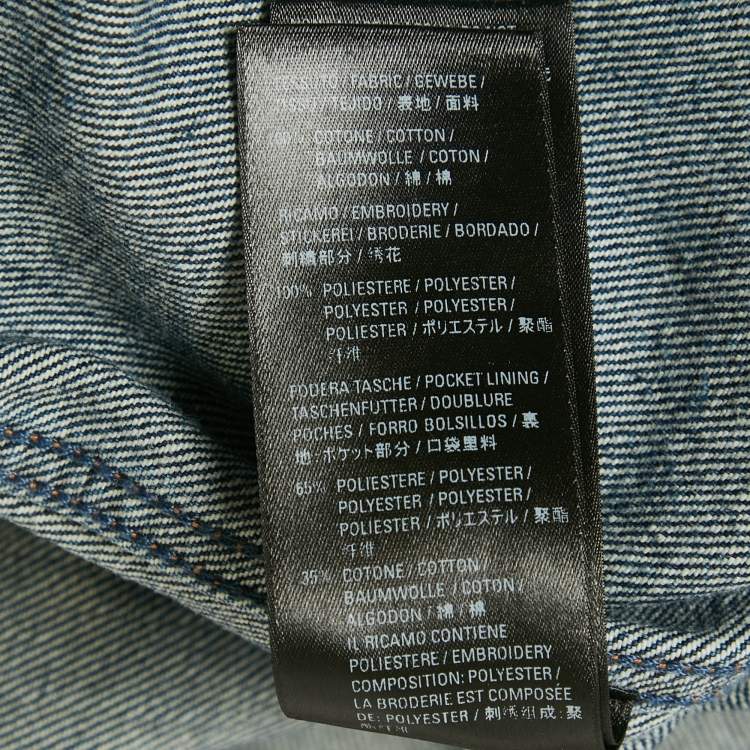 FABRIC / GEWEBE /
TEJIDO / 表地 / 面料
COTONE / COTTON /
BAUMWOLLE / COTON /
ALGODON / 綿 / 棉
RICAMO / EMBROIDERY /
STICKEREI / BRODERIE / BORDADO /
刺繍部分 / 绣花
100% POLIESTERE / POLYESTER /
POLYESTER / POLYESTER /
POLIESTER / ポリエステル / 聚酯
纤维
FODERA TASCHE / POCKET LINING /
TASCHENFUTTER / DOUBLURE
POCHES / FORRO BOLSILLOS / 裏
地·ポケット部分 / 口袋里料
65% POLIESTERE / POLYESTER /
POLYESTER / POLYESTER /
POLIESTER / ポリエステル / 聚酯
纤维
35% COTONE / COTTON /
BAUMWOLLE / COTON /
ALGODON / 綿 / 棉
IL RICAMO CONTIENE
POLIESTERE / EMBROIDERY
COMPOSITION: POLYESTER /
LA BRODERIE EST COMPOSÉE
DE: POLYESTER / 刺绣组成: 聚